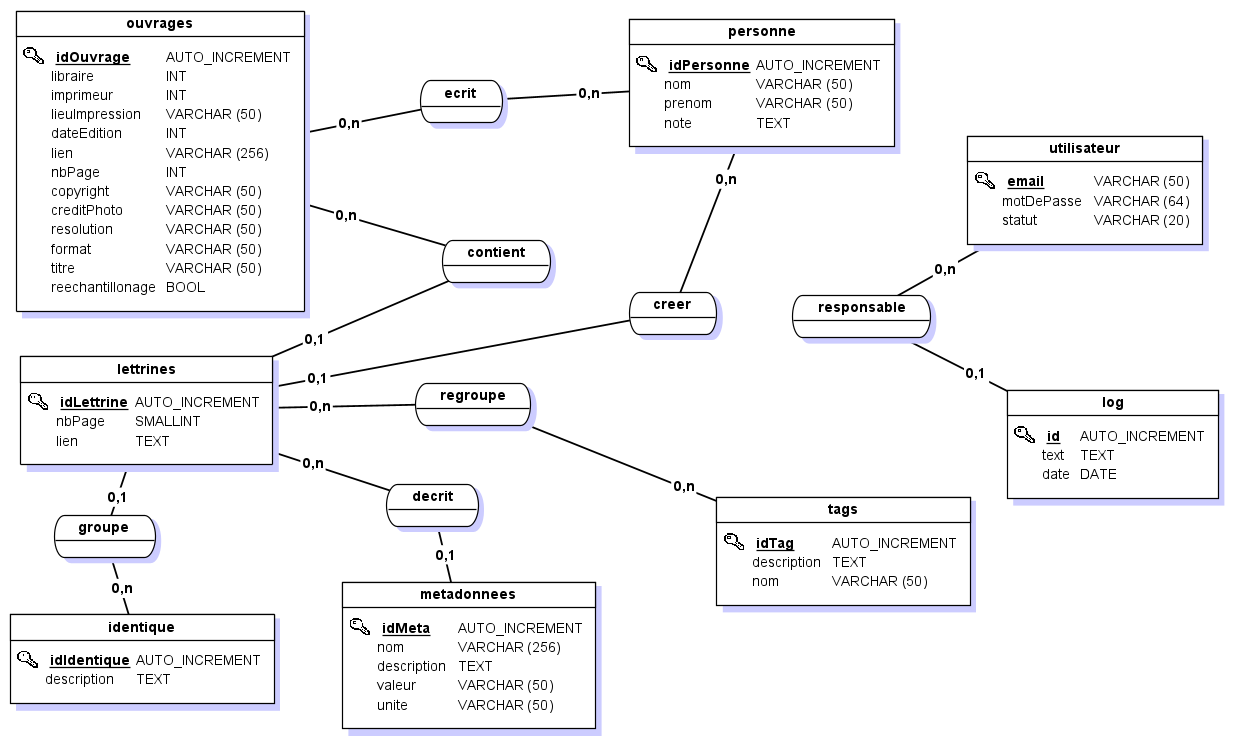 ouvrages
idOuvrage AUTO_INCREMENT
libraire INT
imprimeur INT
lieuImpression VARCHAR (50)
dateEdition INT
lien VARCHAR (256)
nbPage INT
copyright VARCHAR (50)
creditPhoto VARCHAR (50)
resolution VARCHAR (50)
format VARCHAR (50)
titre VARCHAR (50)
reechantillonage BOOL
0,n
ecrit
0,n
personne
idPersonne AUTO_INCREMENT
nom VARCHAR (50)
prenom VARCHAR (50)
note TEXT
utilisateur
email VARCHAR (50)
motDePasse VARCHAR (64)
statut VARCHAR (20)
0,n
contient
0,1
0,n
creer
0,1
0,n
responsable
0,1
lettrines
idLettrine AUTO_INCREMENT
nbPage SMALLINT
lien TEXT
0,n
regroupe
0,n
log
id AUTO_INCREMENT
text TEXT
date DATE
0,1
groupe
0,n
0,n
decrit
0,1
tags
idTag AUTO_INCREMENT
description TEXT
nom VARCHAR (50)
identique
idIdentique AUTO_INCREMENT
description TEXT
metadonnees
idMeta AUTO_INCREMENT
nom VARCHAR (256)
description TEXT
valeur VARCHAR (50)
unite VARCHAR (50)